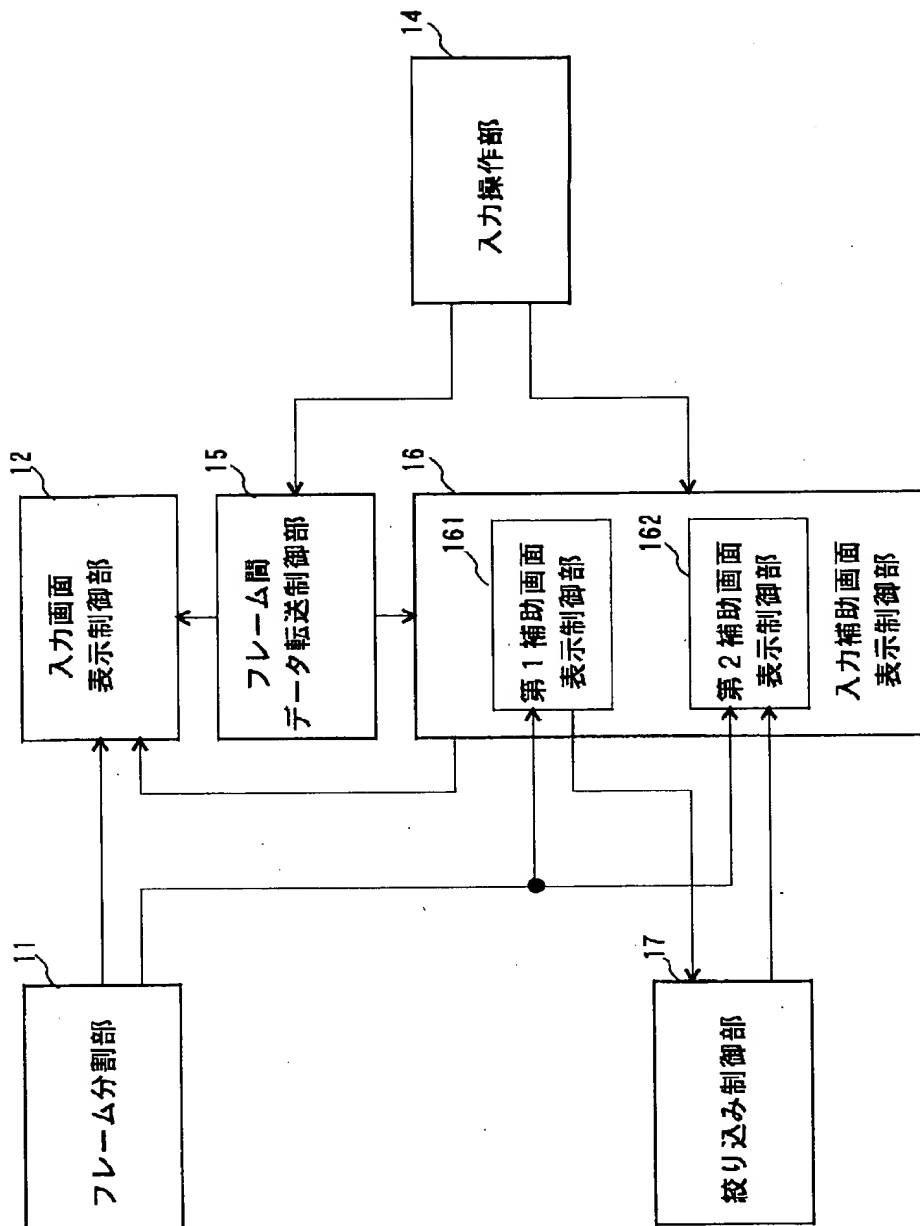 11
フレーム分割部
12
入力画面
表示制御部
15
フレーム間
データ転送制御部
14
入力操作部
16
161
第1補助画面
表示制御部
162
第2補助画面
表示制御部
入力補助画面
表示制御部
17
絞り込み制御部